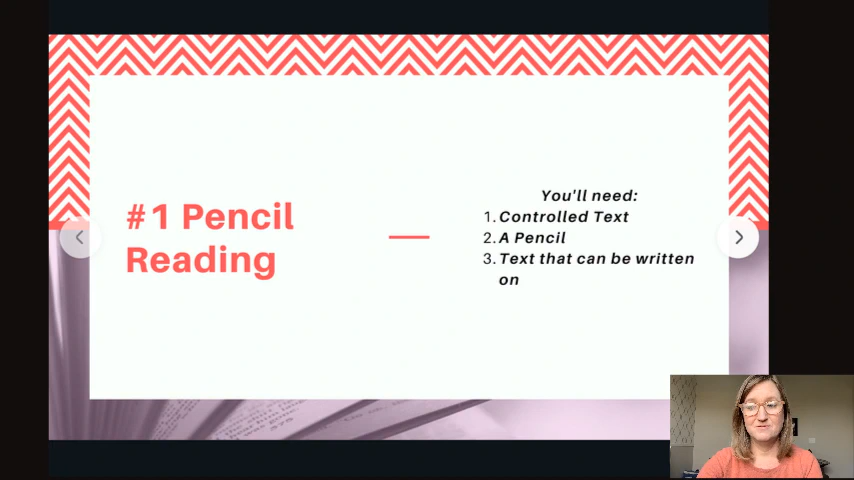 #1 Pencil
Reading
You'll need:
1. Controlled Text
2. A Pencil
3. Text that can be written
on